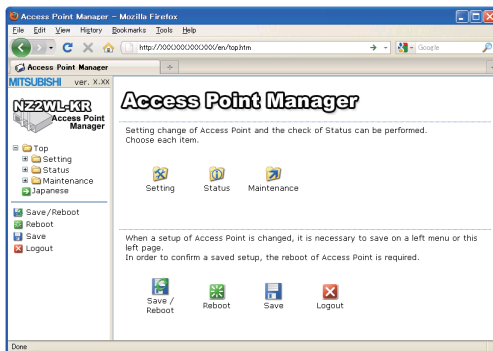 Access Point Manager - Mozilla Firefox
File Edit View History Bookmarks Tools Help
http://XXX.XXX.XXX.XXX/en/top.htm
Google
Access Point Manager
MITSUBISHI ver. X.XX
NZ2WL-KR
Access Point
Manager
Top
Setting
Status
Maintenance
Japanese
Save/Reboot
Reboot
Save
Logout
Access Point Manager
Setting change of Access Point and the check of Status can be performed.
Choose each item.
Setting Status Maintenance
When a setup of Access Point is changed, it is necessary to save on a left menu or this
left page.
In order to confirm a saved setup, the reboot of Access Point is required.
Save /
Reboot Reboot Save Logout
Done